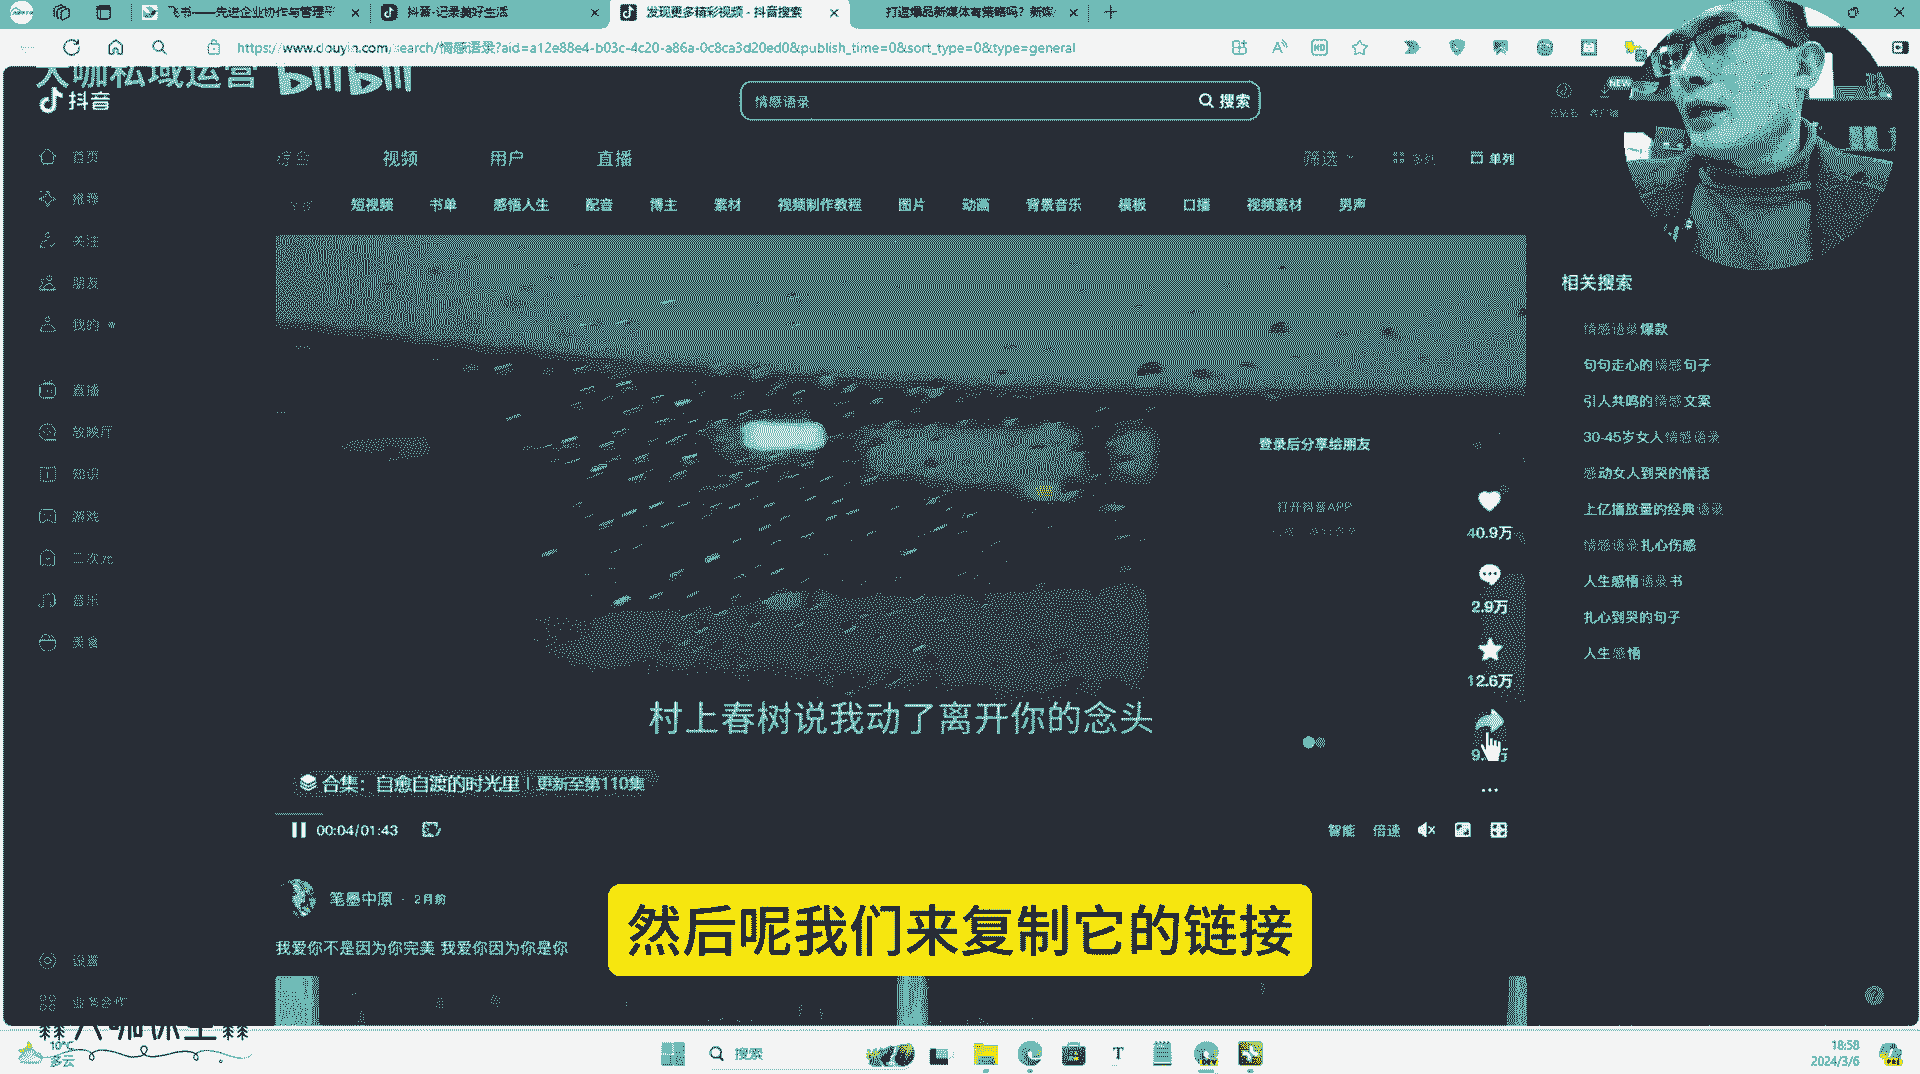 飞书——先进企业协作与管理平
抖音-记录美好生活
发现更多精彩视频 - 抖音搜索
打造爆品新媒体有策略吗？新媒
https://www.douyin.com/search/情感语录?aid=a12e88e4-b03c-4c20-a86a-0c8ca3d20ed0&publish_time=0&sort_type=0&type=general
大咖私域运营 bilibili
抖音
情感语录
搜索
NEW
首页
推荐
关注
朋友
我的
直播
放映厅
知识
游戏
二次元
音乐
美食
设置
业务合作
综合 视频 用户 直播
筛选 多列 单列
短视频 书单 感悟人生 配音 博主 素材 视频制作教程 图片 动画 背景音乐 模板 口播 视频素材 男声
登录后分享给朋友
打开抖音APP
40.9万
2.9万
12.6万
村上春树说我动了离开你的念头
合集：自愈自渡的时光里 | 更新至第110集
00:04/01:43
智能 倍速
笔墨中原 · 2月前
我爱你不是因为你完美 我爱你因为你是你
相关搜索
情感语录爆款
句句走心的情感句子
引人共鸣的情感文案
30-45岁女人情感语录
感动女人到哭的情话
上亿播放量的经典语录
情感语录扎心伤感
人生感悟语录书
扎心到哭的句子
人生感悟
然后呢我们来复制它的链接
大咖课堂
10°C
多云
搜索
18:58
2024/3/6